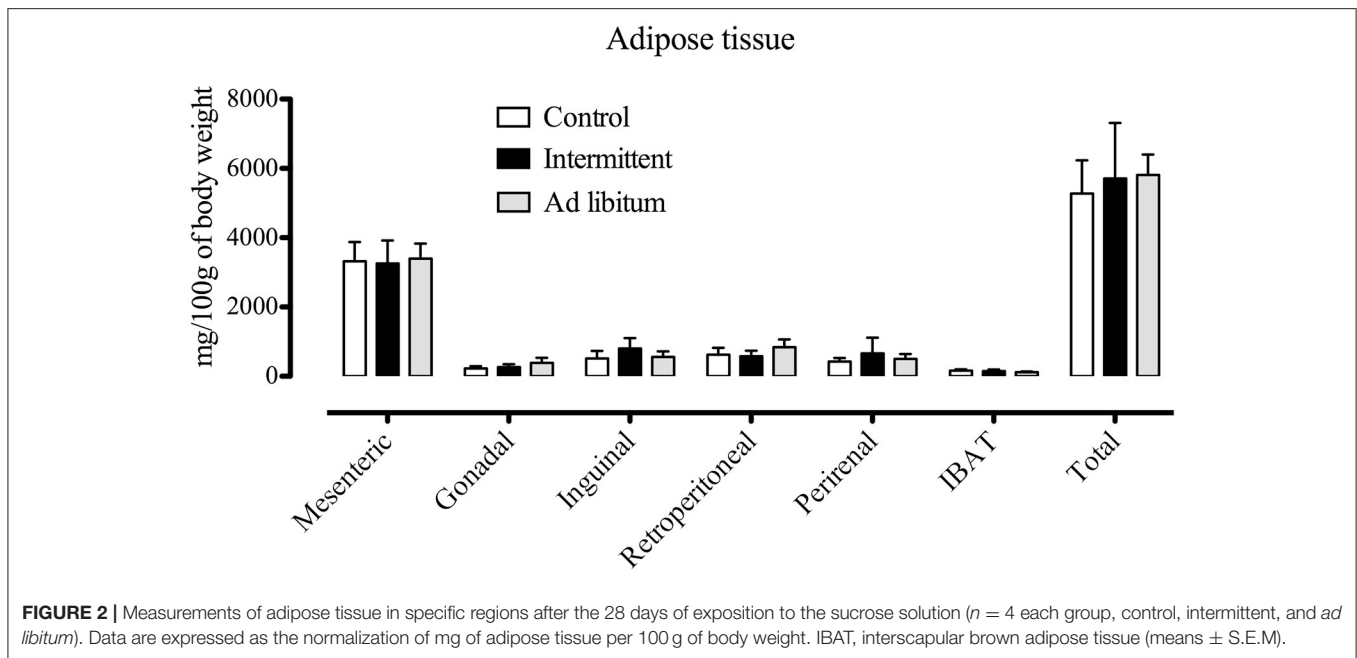 Adipose tissue
mg/100g of body weight
8000
6000
4000
2000
0
Control
Intermittent
Ad libitum
Mesenteric
Gonadal
Inguinal
Retroperitoneal
Perirenal
IBAT
Total
FIGURE 2 | Measurements of adipose tissue in specific regions after the 28 days of exposition to the sucrose solution (n = 4 each group, control, intermittent, and ad
libitum). Data are expressed as the normalization of mg of adipose tissue per 100 g of body weight. IBAT, interscapular brown adipose tissue (means ± S.E.M).